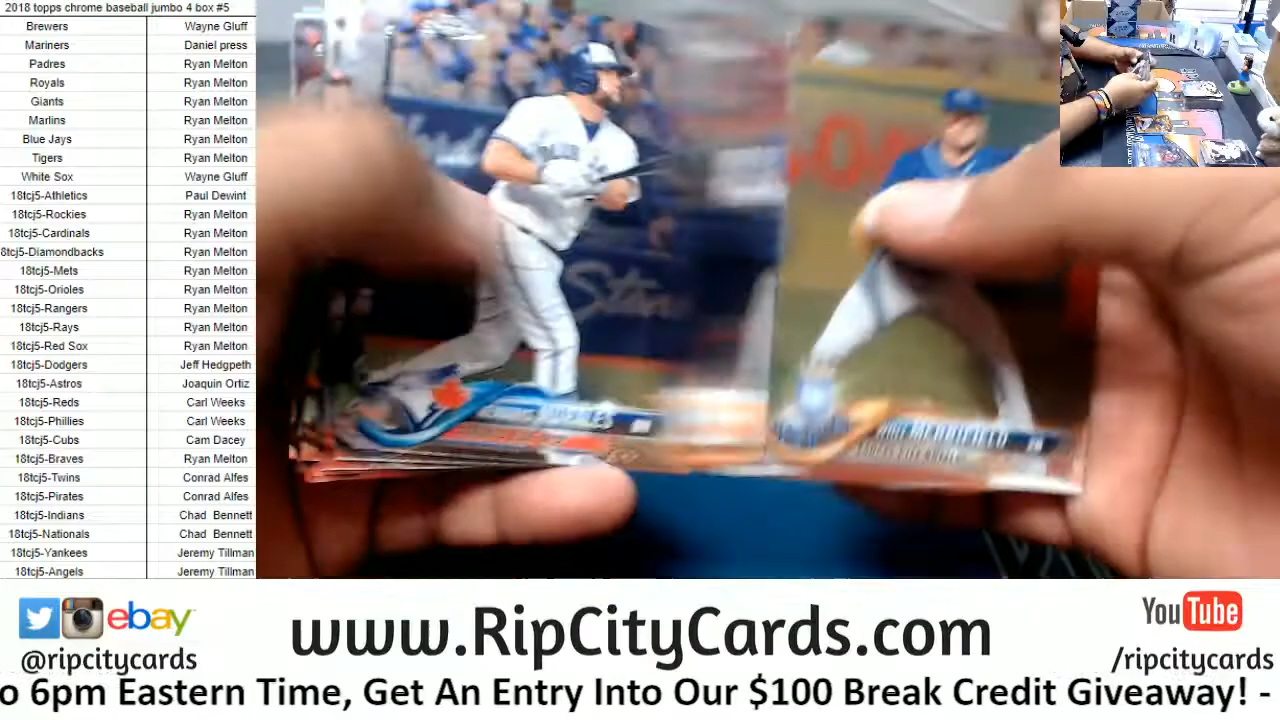 2018 topps chrome baseball jumbo 4 box #5
Brewers Wayne Gluff
Mariners Daniel press
Padres Ryan Melton
Royals Ryan Melton
Giants Ryan Melton
Marlins Ryan Melton
Blue Jays Ryan Melton
Tigers Ryan Melton
White Sox Wayne Gluff
18tcj5-Athletics Paul Dewint
18tcj5-Rockies Ryan Melton
18tcj5-Cardinals Ryan Melton
8tcj5-Diamondbacks Ryan Melton
18tcj5-Mets Ryan Melton
18tcj5-Orioles Ryan Melton
18tcj5-Rangers Ryan Melton
18tcj5-Rays Ryan Melton
18tcj5-Red Sox Ryan Melton
18tcj5-Dodgers Jeff Hedgpeth
18tcj5-Astros Joaquin Ortiz
18tcj5-Reds Carl Weeks
18tcj5-Phillies Carl Weeks
18tcj5-Cubs Cam Dacey
18tcj5-Braves Ryan Melton
18tcj5-Twins Conrad Alfes
18tcj5-Pirates Conrad Alfes
18tcj5-Indians Chad Bennett
18tcj5-Nationals Chad Bennett
18tcj5-Yankees Jeremy Tillman
18tcj5-Angels Jeremy Tillman
ebay
@ripcitycards
www.RipCityCards.com
YouTube
/ripcitycards
o 6pm Eastern Time, Get An Entry Into Our $100 Break Credit Giveaway! -